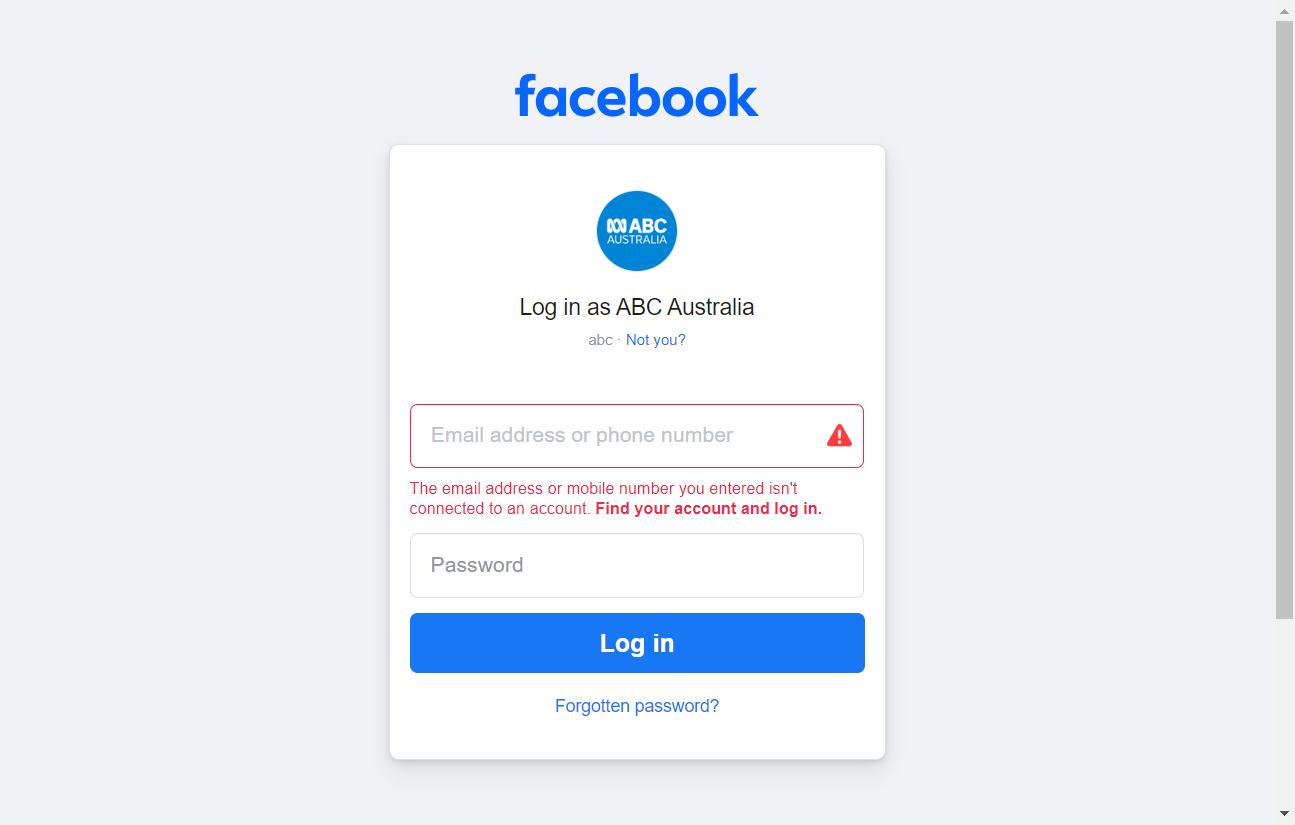 facebook
ABC
AUSTRALIA
Log in as ABC Australia
abc · Not you?
Email address or phone number
The email address or mobile number you entered isn't
connected to an account. Find your account and log in.
Password
Log in
Forgotten password?